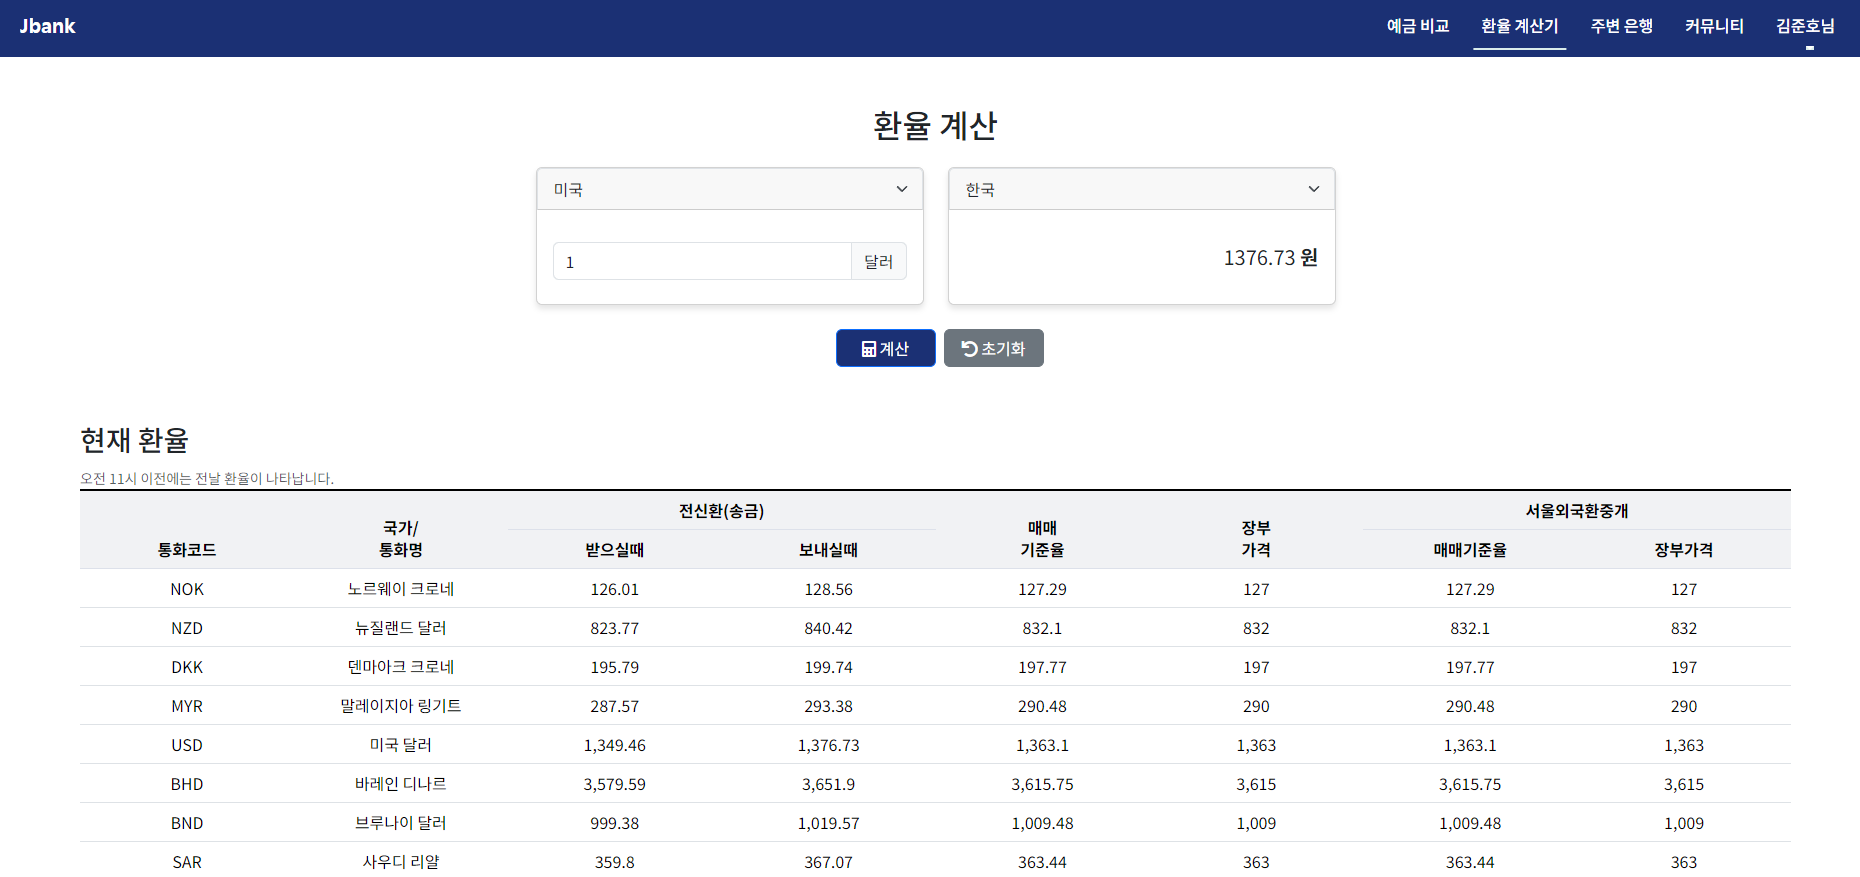 Jbank
예금 비교 환율 계산기 주변 은행 커뮤니티 김준호님
환율 계산
미국 한국
1 달러 1376.73 원
계산 초기화
현재 환율
오전 11시 이전에는 전날 환율이 나타납니다.
통화코드 국가/ 통화명 전신환(송금) 매매 기준율 장부 가격 서울외국환중개
받으실때 보내실때 매매기준율 장부가격
NOK 노르웨이 크로네 126.01 128.56 127.29 127 127.29 127
NZD 뉴질랜드 달러 823.77 840.42 832.1 832 832.1 832
DKK 덴마아크 크로네 195.79 199.74 197.77 197 197.77 197
MYR 말레이지아 링기트 287.57 293.38 290.48 290 290.48 290
USD 미국 달러 1,349.46 1,376.73 1,363.1 1,363 1,363.1 1,363
BHD 바레인 디나르 3,579.59 3,651.9 3,615.75 3,615 3,615.75 3,615
BND 브루나이 달러 999.38 1,019.57 1,009.48 1,009 1,009.48 1,009
SAR 사우디 리얄 359.8 367.07 363.44 363 363.44 363